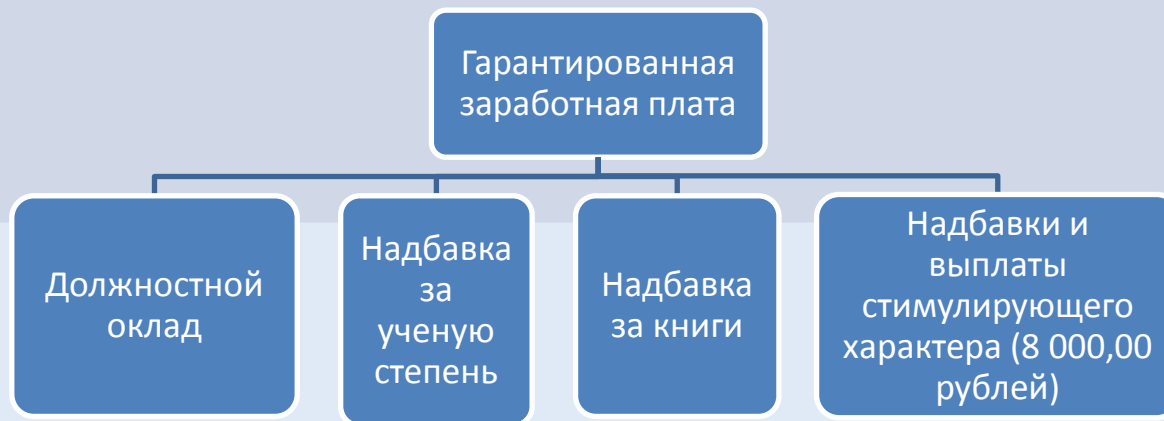 Гарантированная
заработная плата
Должностной
оклад
Надбавка
за
ученую
степень
Надбавка
за книги
Надбавки и
выплаты
стимулирующего
характера (8 000,00
рублей)